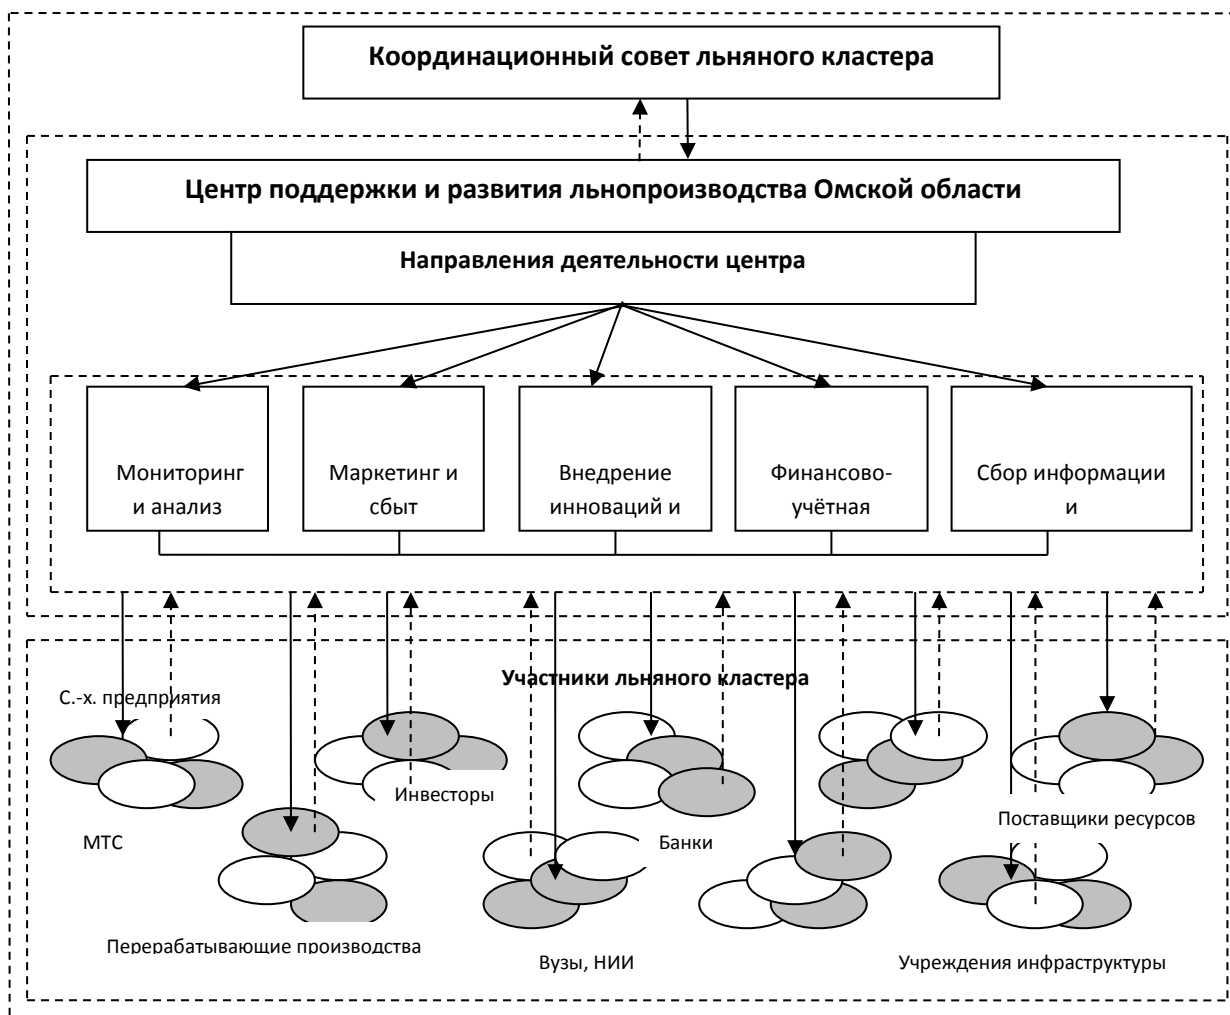 Координационный совет льняного кластера
Центр поддержки и развития льнопроизводства Омской области
Направления деятельности центра
Мониторинг
и анализ
Маркетинг и
сбыт
Внедрение
инноваций и
Финансово-
учётная
Сбор информации
и
Участники льняного кластера
С.-х. предприятия
Инвесторы
Поставщики ресурсов
МТС
Банки
Перерабатывающие производства
Вузы, НИИ
Учреждения инфраструктуры